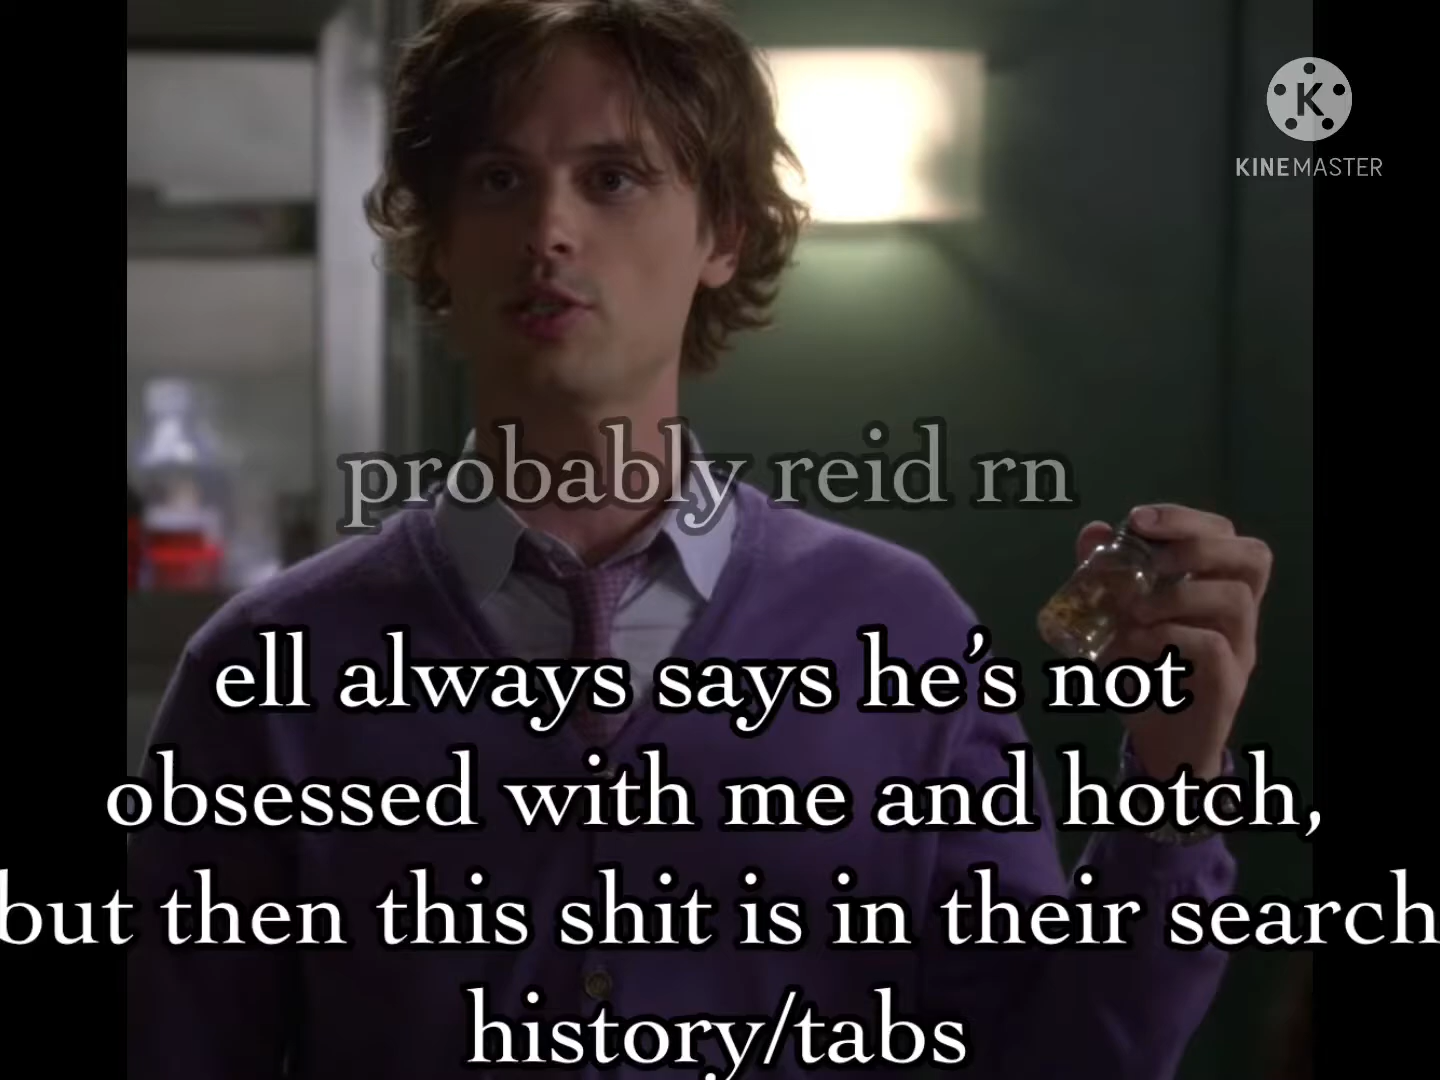 K
KINEMASTER
probably reid rn
ell always says he's not
obsessed with me and hotch,
but then this shit is in their search
history/tabs